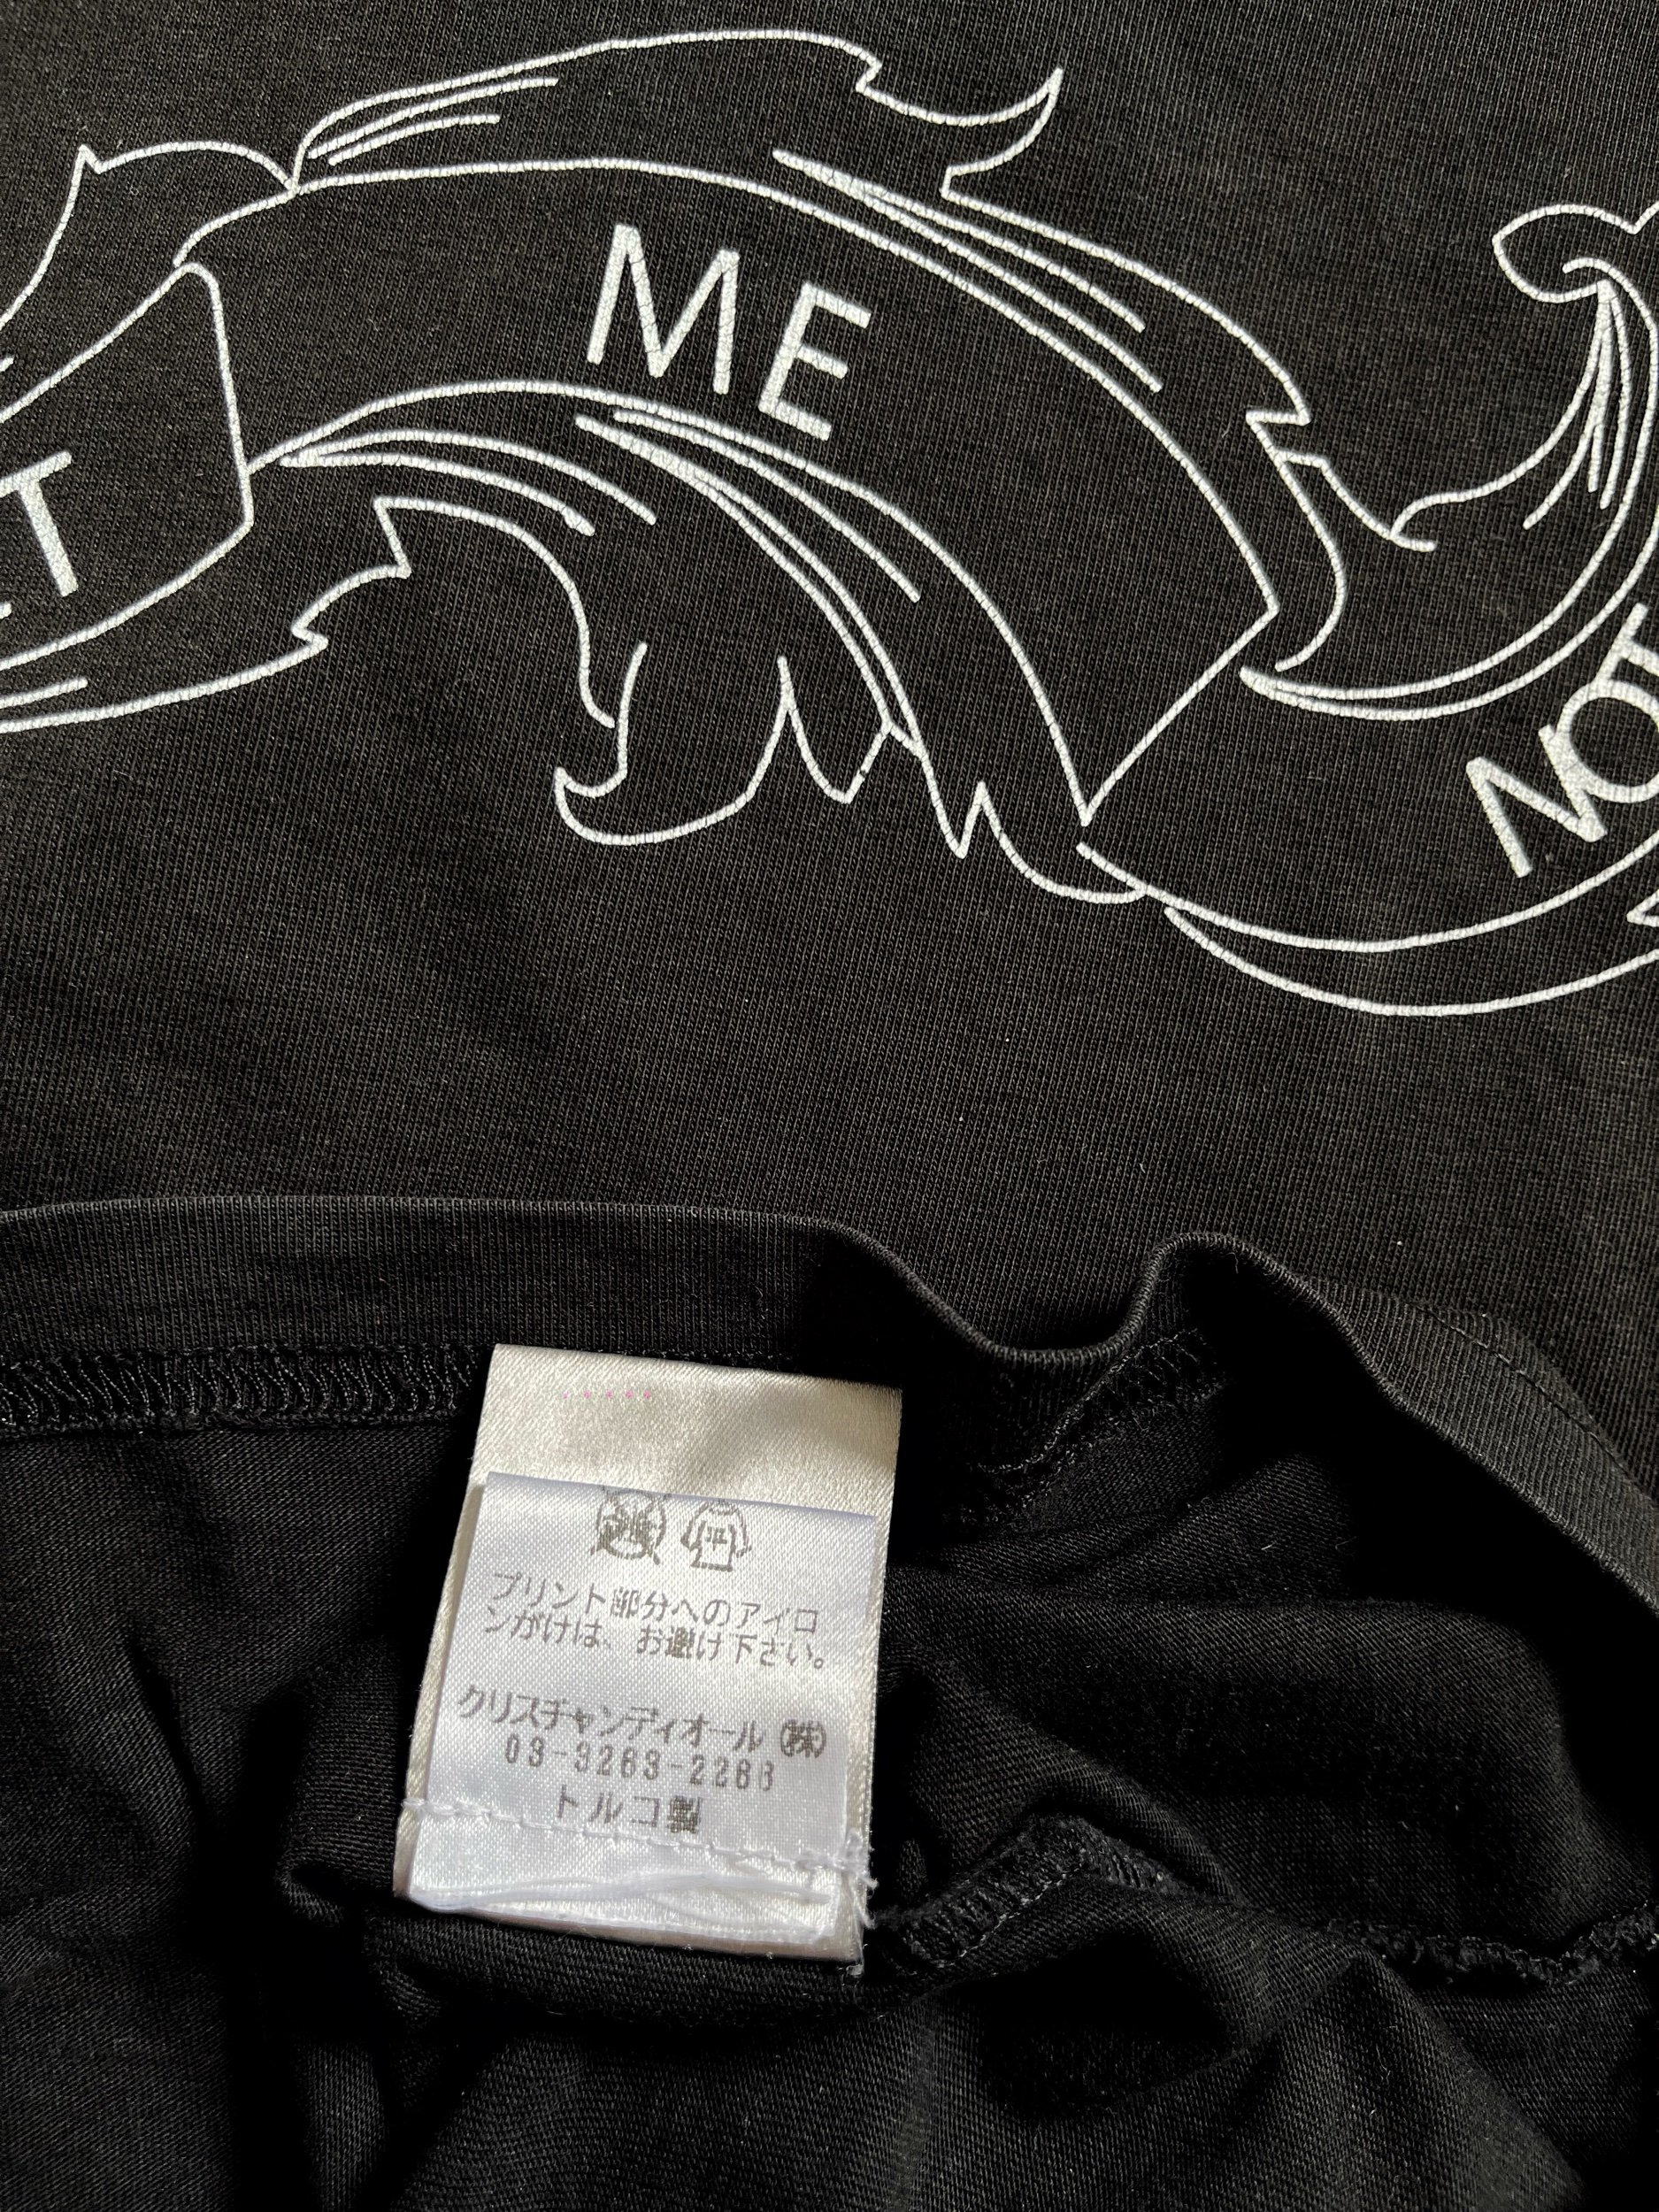 ME
NOT
プリント部分へのアイロ
ンがけは、お避け下さい。
クリスチャンディオール ㈱
03-3263-2266
トルコ製